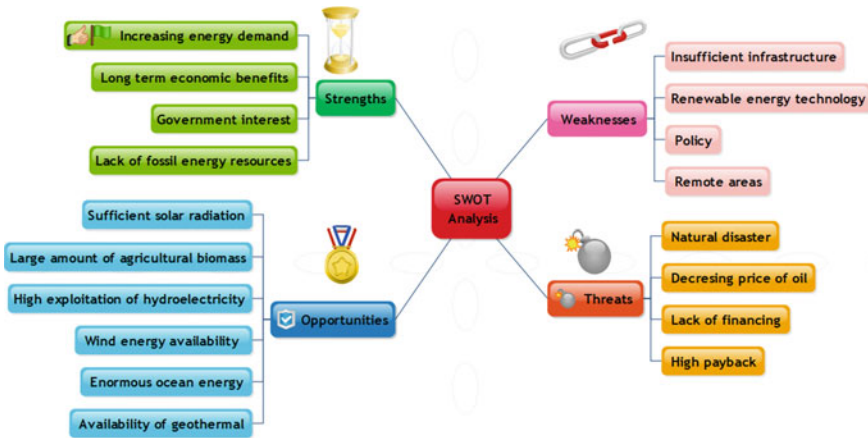 Increasing energy demand
Long term economic benefits
Government interest
Lack of fossil energy resources
Strengths
Insufficient infrastructure
Renewable energy technology
Policy
Remote areas
Weaknesses
SWOT
Analysis
Sufficient solar radiation
Large amount of agricultural biomass
High exploitation of hydroelectricity
Wind energy availability
Enormous ocean energy
Availability of geothermal
Opportunities
Natural disaster
Decresing price of oil
Lack of financing
High payback
Threats